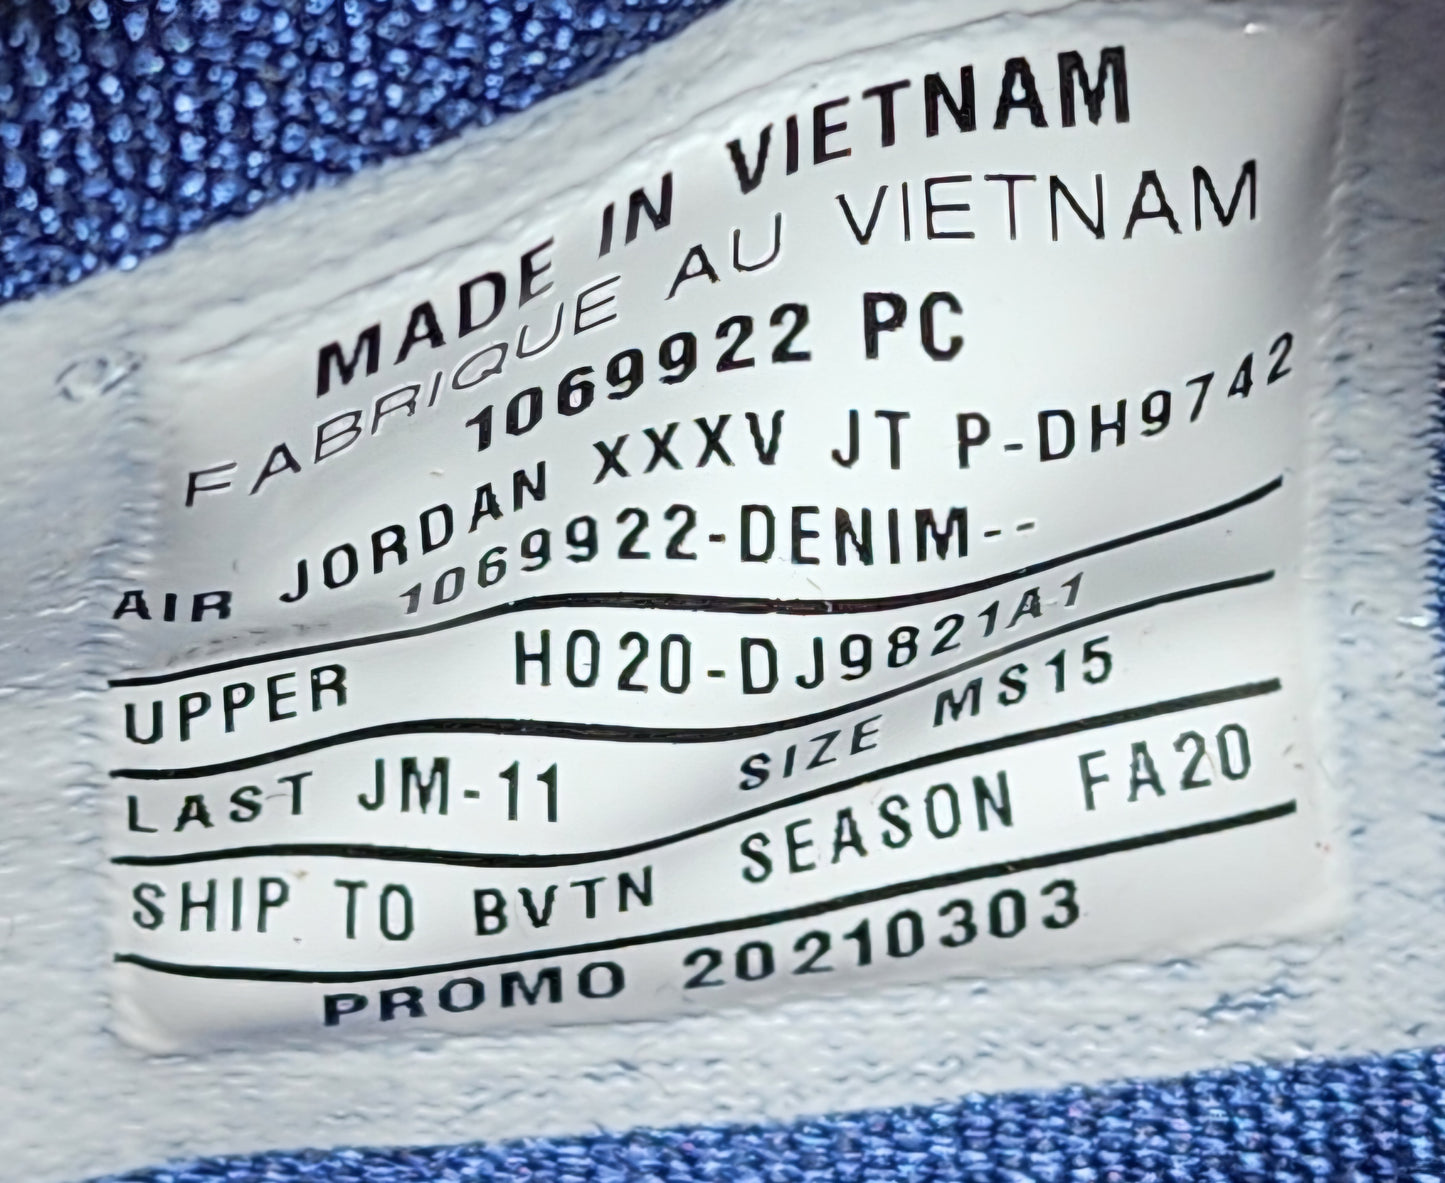 MADE IN VIETNAM
FABRIQUE AU VIETNAM
1069922 PC
AIR JORDAN XXXV JT P-DH9742
1069922-DENIM--
UPPER HO20-DJ9821A1
LAST JM-11 SIZE MS15
SHIP TO BVTN SEASON FA20
PROMO 20210303